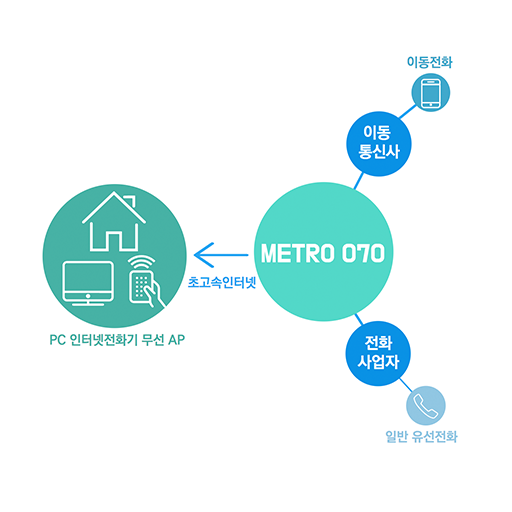 이동전화
이동
통신사
METRO 070
초고속인터넷
PC 인터넷전화기 무선 AP
전화
사업자
일반 유선전화